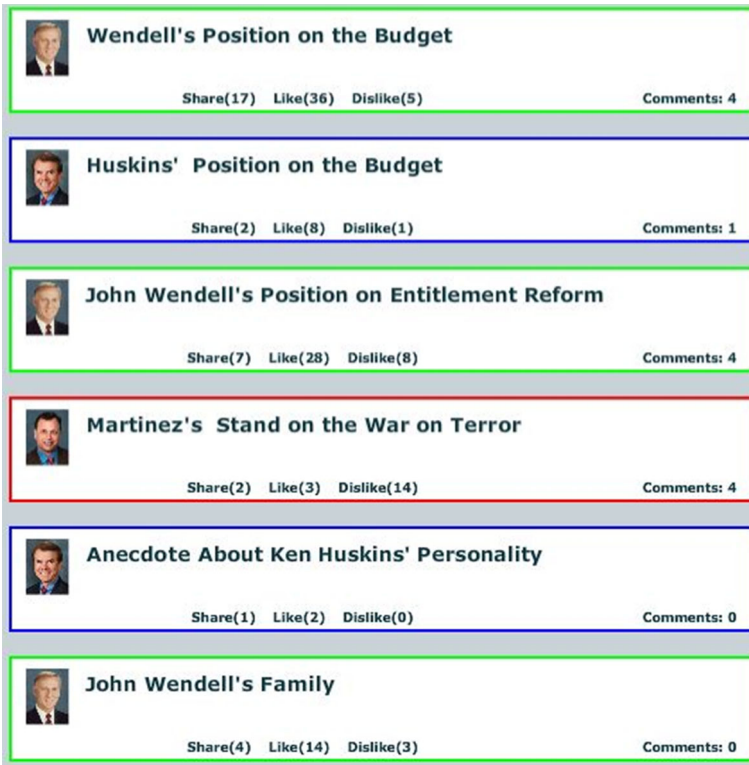 Wendell's Position on the Budget
Share(17) Like(36) Dislike(5) Comments: 4
Huskins' Position on the Budget
Share(2) Like(8) Dislike(1) Comments: 1
John Wendell's Position on Entitlement Reform
Share(7) Like(28) Dislike(8) Comments: 4
Martinez's Stand on the War on Terror
Share(2) Like(3) Dislike(14) Comments: 4
Anecdote About Ken Huskins' Personality
Share(1) Like(2) Dislike(0) Comments: 0
John Wendell's Family
Share(4) Like(14) Dislike(3) Comments: 0